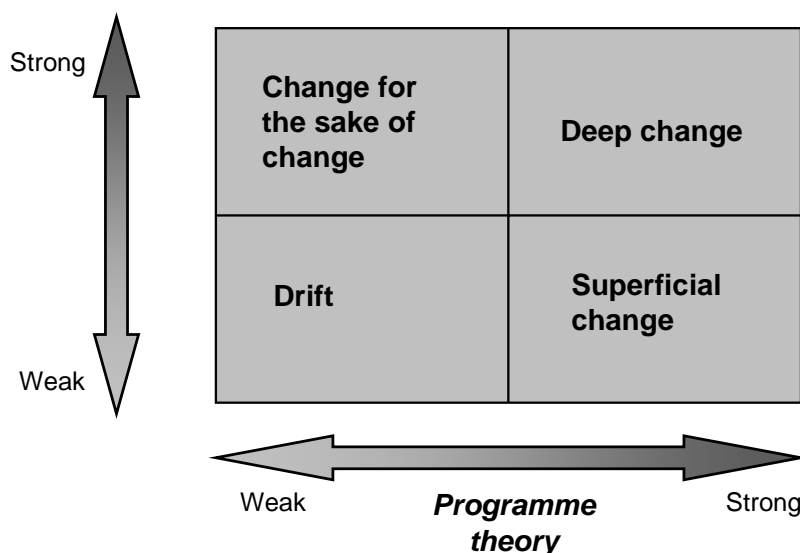 Strong
Change for
the sake of
change
Deep change
Drift
Superficial
change
Weak
Weak
Programme
theory
Strong